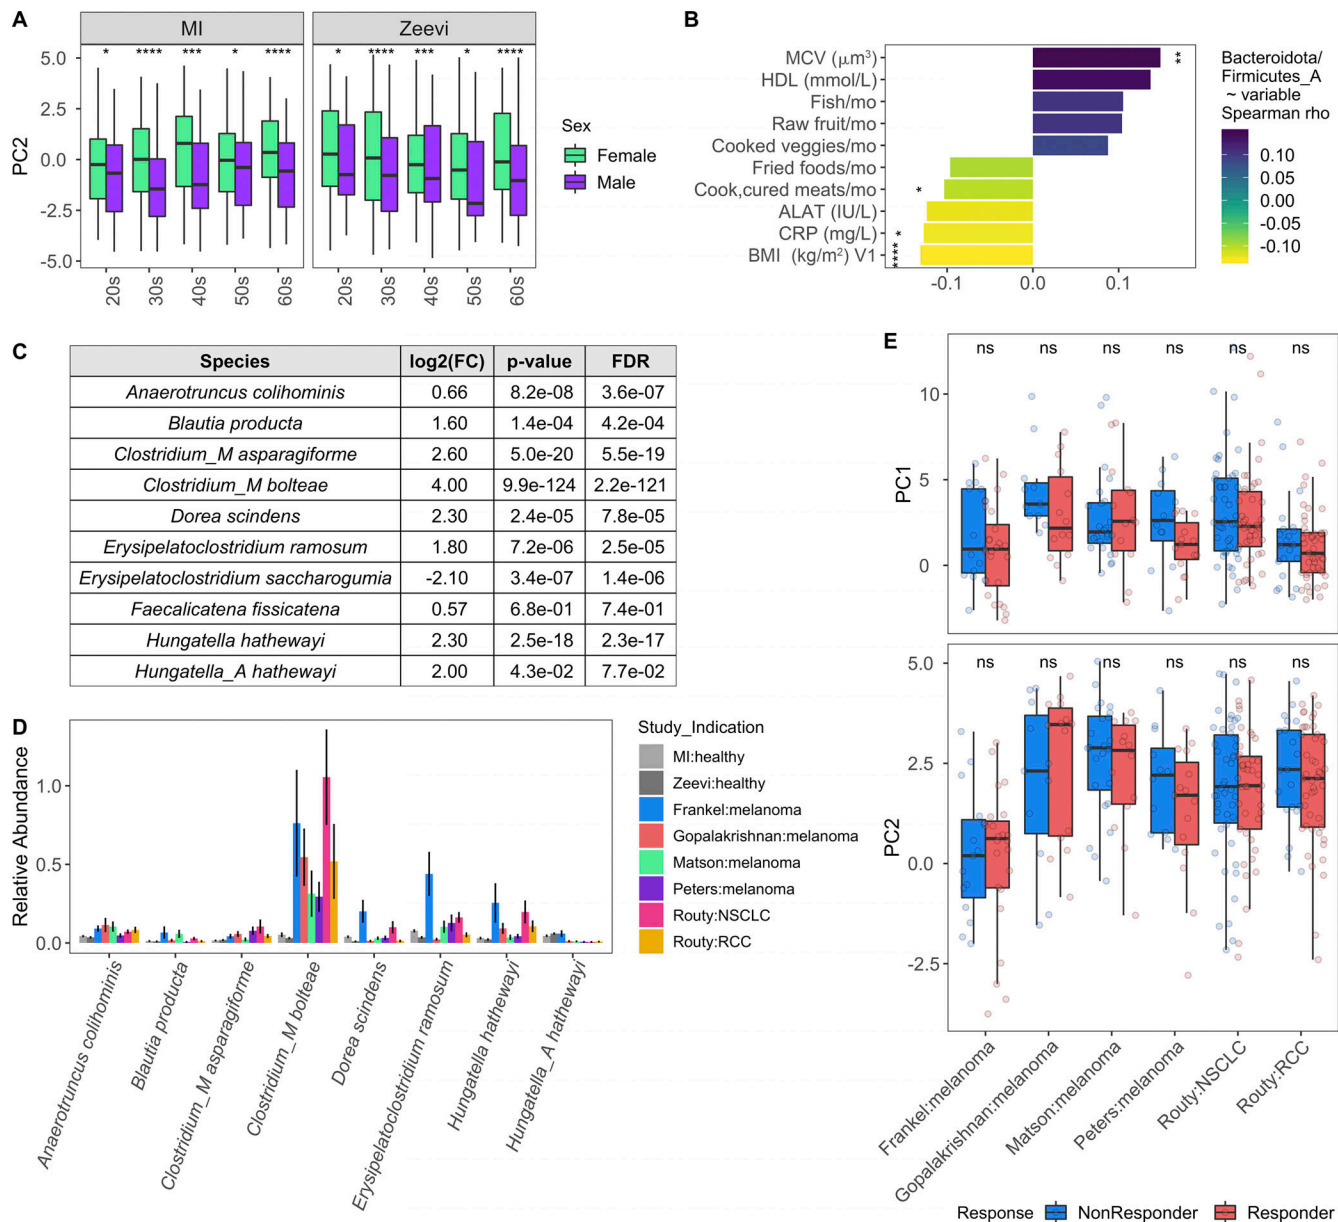 A
MI
Zeevi
* **** *** * ****
* **** *** * ****
PC2
5.0
2.5
0.0
-2.5
-5.0
20s 30s 40s 50s 60s
20s 30s 40s 50s 60s
Sex
Female
Male
B
MCV (μm³)
HDL (mmol/L)
Fish/mo
Raw fruit/mo
Cooked veggies/mo
Fried foods/mo
Cook,cured meats/mo
ALAT (IU/L)
CRP (mg/L)
BMI (kg/m²) V1
**
*
*
****
-0.1 0.0 0.1
Bacteroidota/
Firmicutes_A
~ variable
Spearman rho
0.10
0.05
0.00
-0.05
-0.10
C
Species log2(FC) p-value FDR
Anaerotruncus colihominis 0.66 8.2e-08 3.6e-07
Blautia producta 1.60 1.4e-04 4.2e-04
Clostridium_M asparagiforme 2.60 5.0e-20 5.5e-19
Clostridium_M bolteae 4.00 9.9e-124 2.2e-121
Dorea scindens 2.30 2.4e-05 7.8e-05
Erysipelatoclostridium ramosum 1.80 7.2e-06 2.5e-05
Erysipelatoclostridium saccharogumia -2.10 3.4e-07 1.4e-06
Faecalicatena fissicatena 0.57 6.8e-01 7.4e-01
Hungatella hathewayi 2.30 2.5e-18 2.3e-17
Hungatella_A hathewayi 2.00 4.3e-02 7.7e-02
D
Relative Abundance
1.0
0.5
0.0
Anaerotruncus colihominis
Blautia producta
Clostridium_M asparagiforme
Clostridium_M bolteae
Dorea scindens
Erysipelatoclostridium ramosum
Hungatella hathewayi
Hungatella_A hathewayi
Study_Indication
MI:healthy
Zeevi:healthy
Frankel:melanoma
Gopalakrishnan:melanoma
Matson:melanoma
Peters:melanoma
Routy:NSCLC
Routy:RCC
E
ns ns ns ns ns ns
PC1
10
5
0
ns ns ns ns ns ns
PC2
5.0
2.5
0.0
-2.5
Frankel:melanoma
Gopalakrishnan:melanoma
Matson:melanoma
Peters:melanoma
Routy:NSCLC
Routy:RCC
Response NonResponder Responder